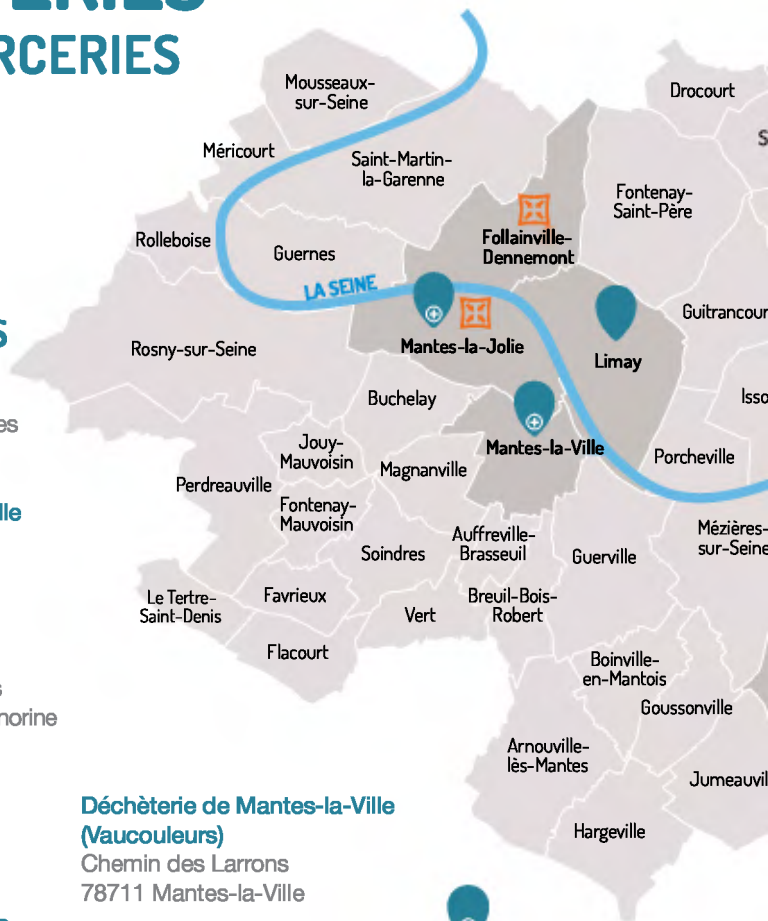 RCERIES
Mousseaux-
sur-Seine
Drocourt
Méricourt
Saint-Martin-
la-Garenne
Fontenay-
Saint-Père
Rolleboise
Guernes
Follainville-
Dennemont
LA SEINE
Guitrancour
Rosny-sur-Seine
Mantes-la-Jolie
Limay
Buchelay
Isso
Jouy-
Mauvoisin
Magnanville
Mantes-la-Ville
Porcheville
Perdreauville
Fontenay-
Mauvoisin
Soindres
Auffreville-
Brasseuil
Guerville
Mézières-
sur-Seine
Le Tertre-
Saint-Denis
Favrieux
Vert
Breuil-Bois-
Robert
Flacourt
Boinville-
en-Mantois
Goussonville
norine
Arnouville-
lès-Mantes
Jumeauvil
Hargeville
Déchèterie de Mantes-la-Ville
(Vaucouleurs)
Chemin des Larrons
78711 Mantes-la-Ville